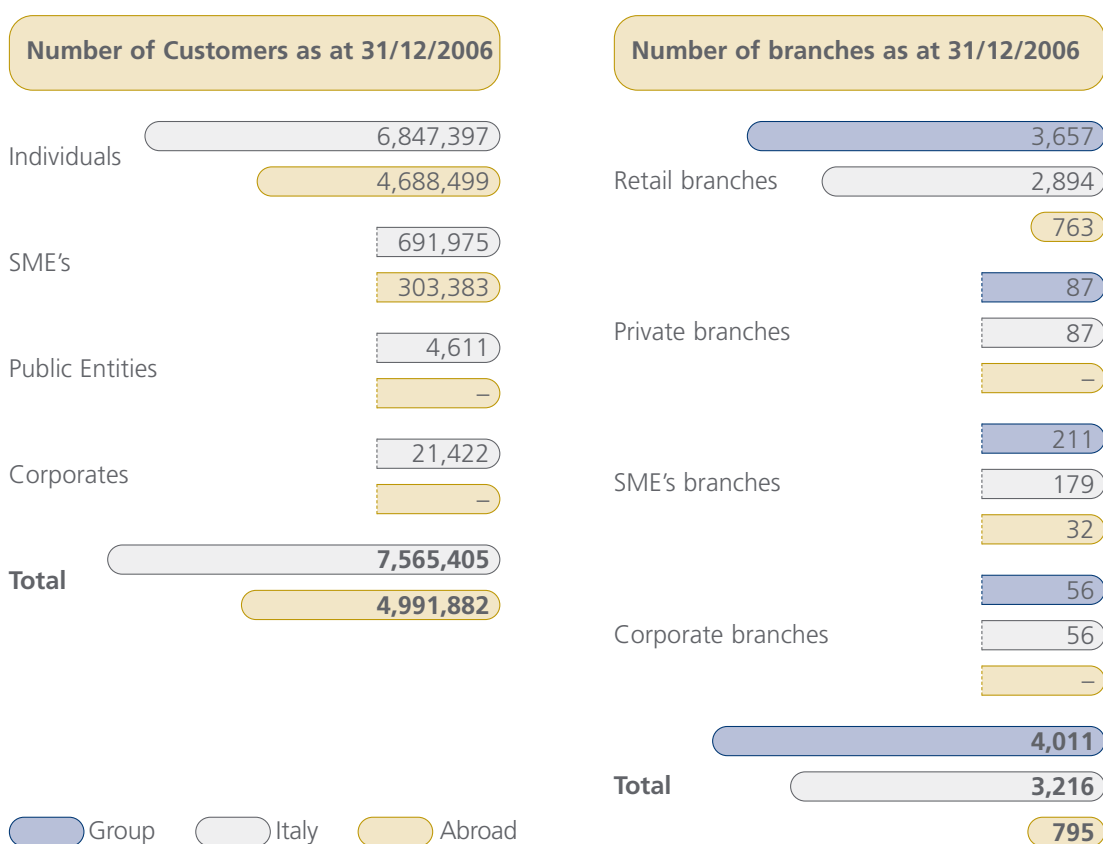 Number of Customers as at 31/12/2006
Individuals
6,847,397
4,688,499
SME's
691,975
303,383
Public Entities
4,611
–
Corporates
21,422
–
Total
7,565,405
4,991,882
Number of branches as at 31/12/2006
Retail branches
3,657
2,894
763
Private branches
87
87
–
SME's branches
211
179
32
Corporate branches
56
56
–
Total
4,011
3,216
795
Group Italy Abroad